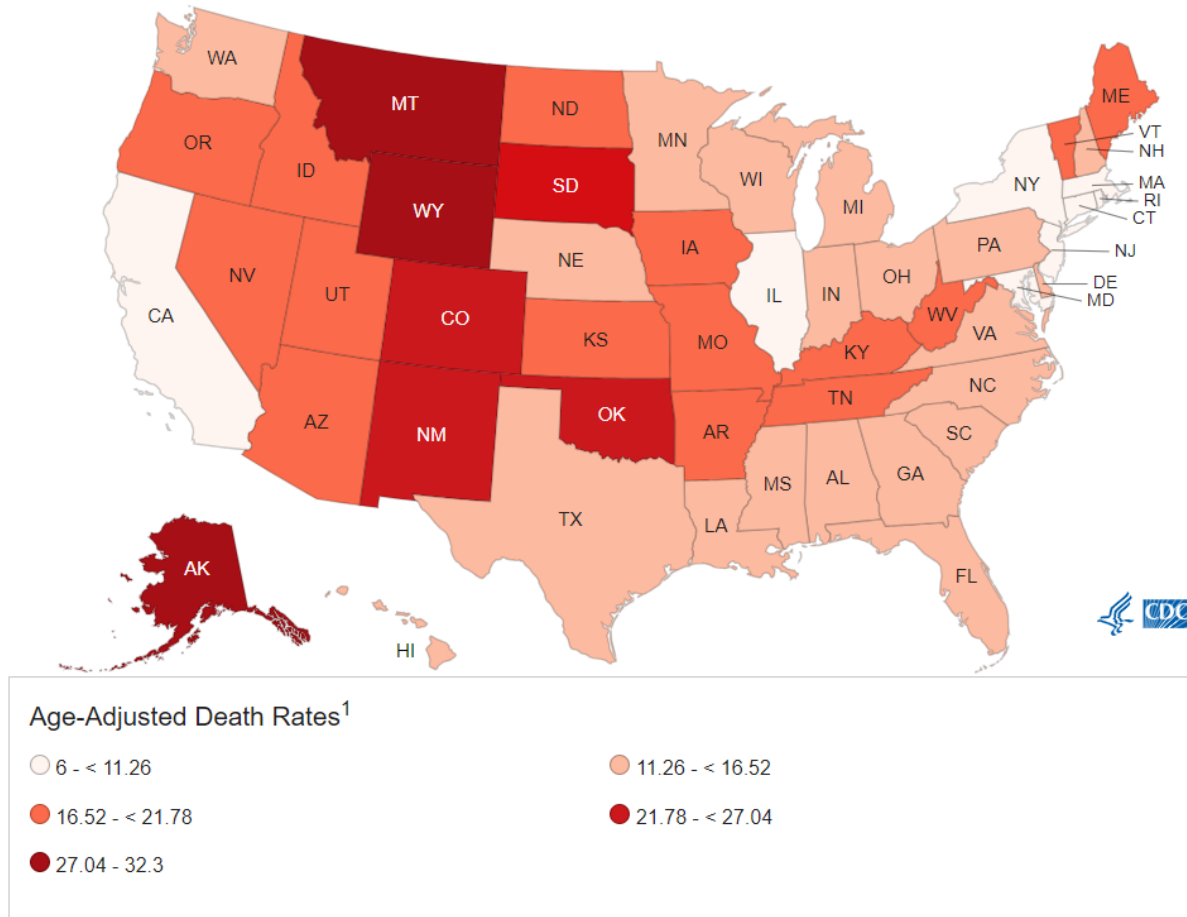 WA
MT
ND
MN
ME
VT
NH
OR
ID
SD
WI
MI
NY
MA
RI
CT
WY
IA
PA
NJ
NV
UT
NE
IL
IN
OH
DE
MD
CA
CO
KS
MO
WV
VA
KY
AZ
NM
OK
AR
TN
NC
SC
TX
LA
MS
AL
GA
AK
FL
HI
CDC
Age-Adjusted Death Rates1
6 - < 11.26
11.26 - < 16.52
16.52 - < 21.78
21.78 - < 27.04
27.04 - 32.3